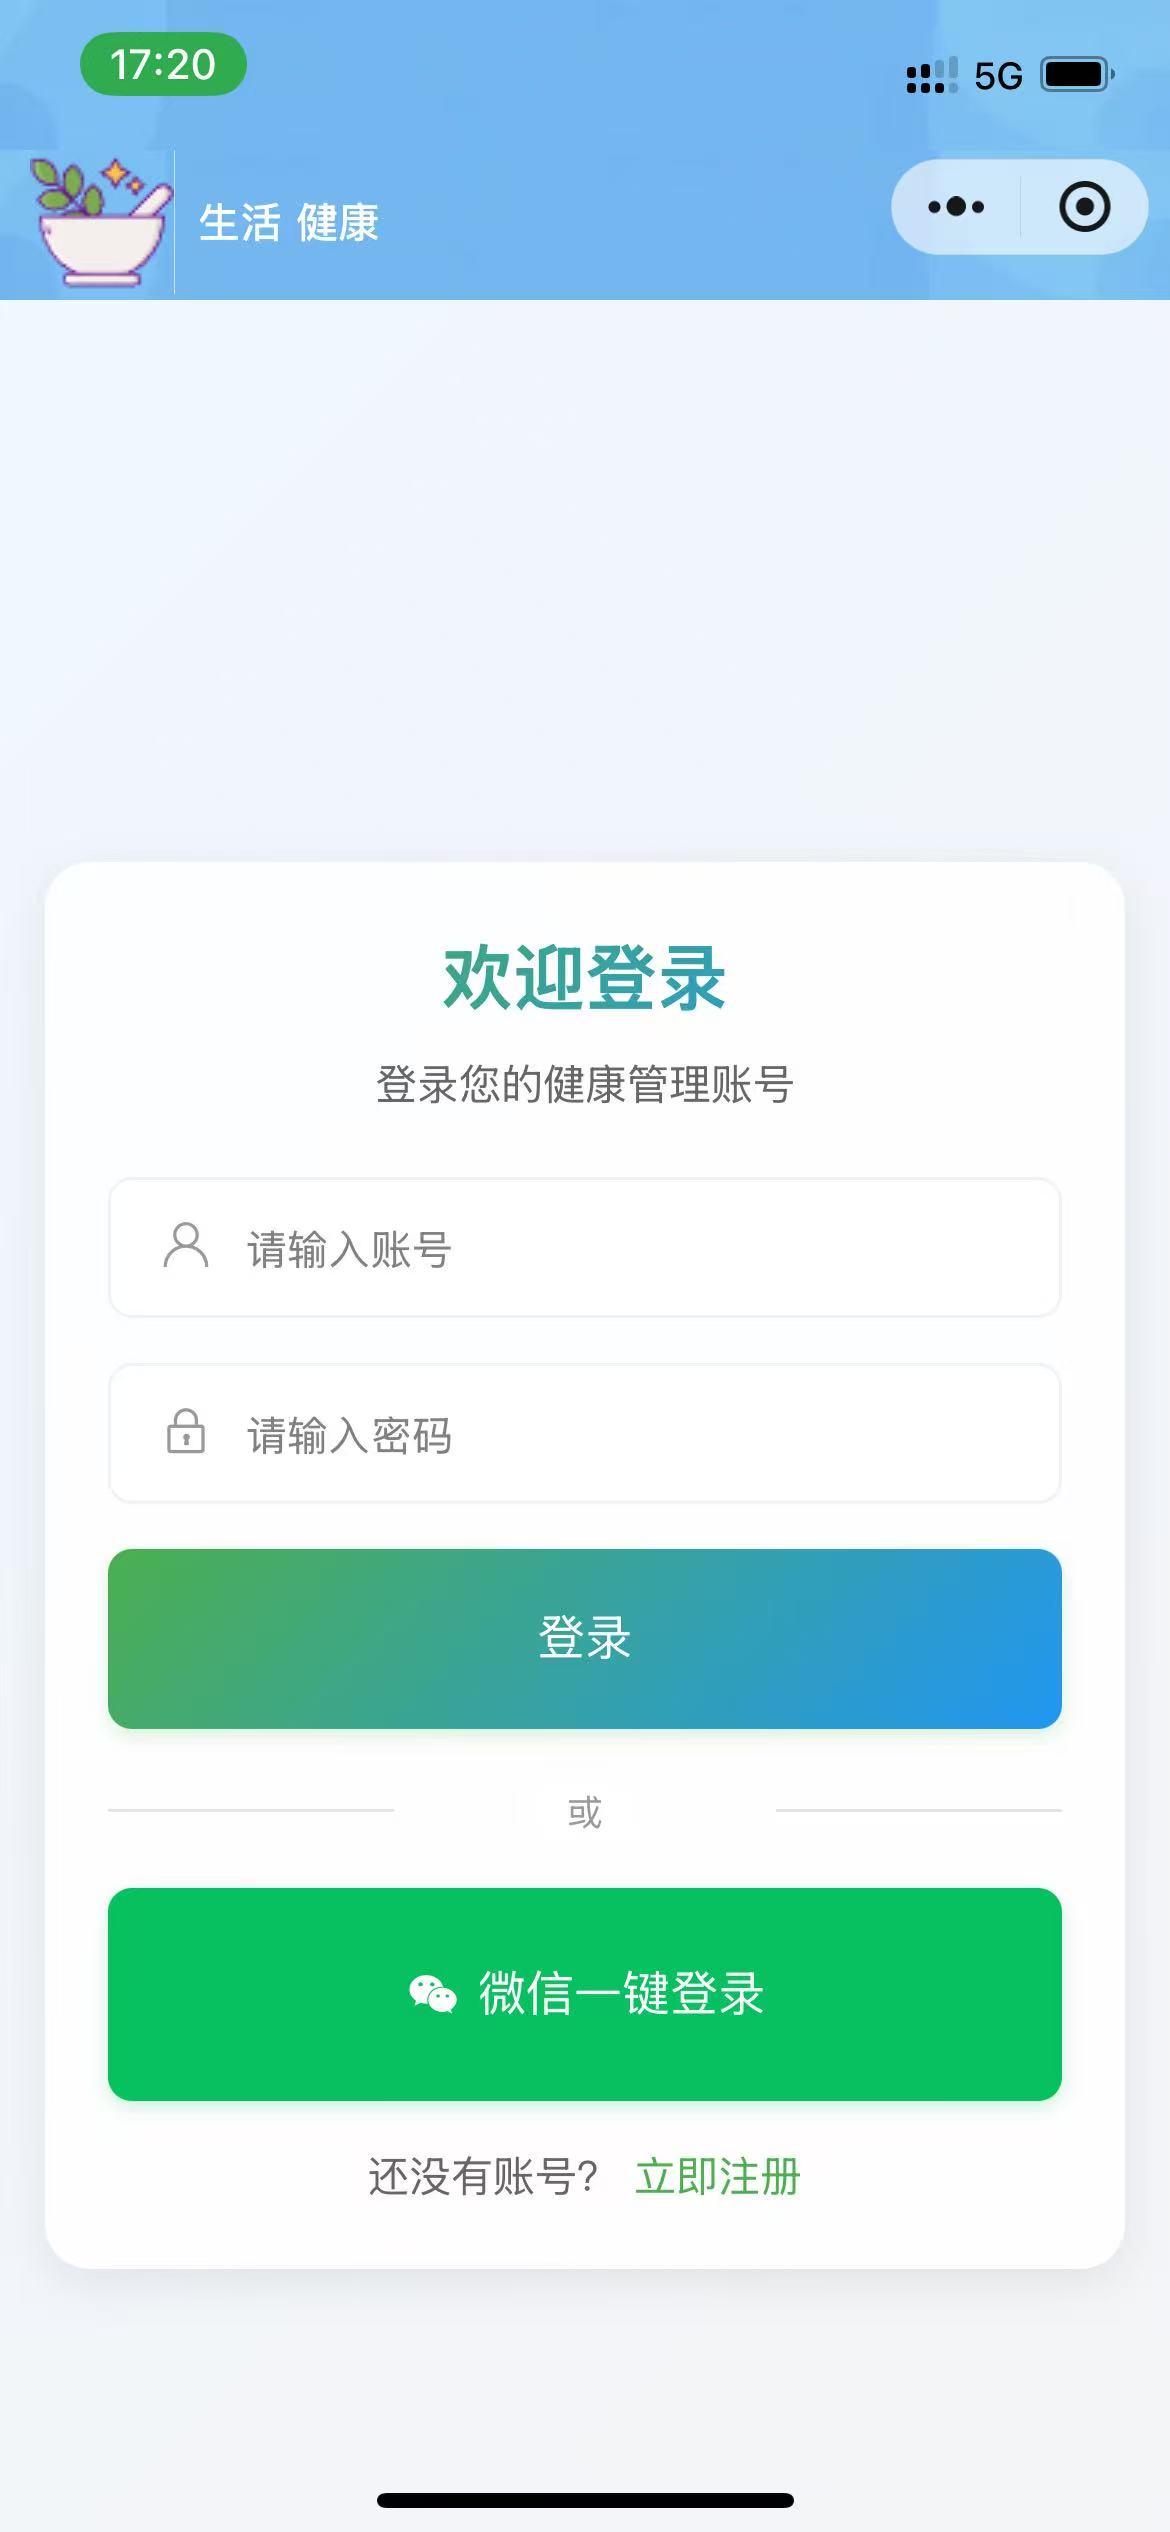 17:20
5G
生活 健康
欢迎登录
登录您的健康管理账号
请输入账号
请输入密码
登录
或
微信一键登录
还没有账号? 立即注册